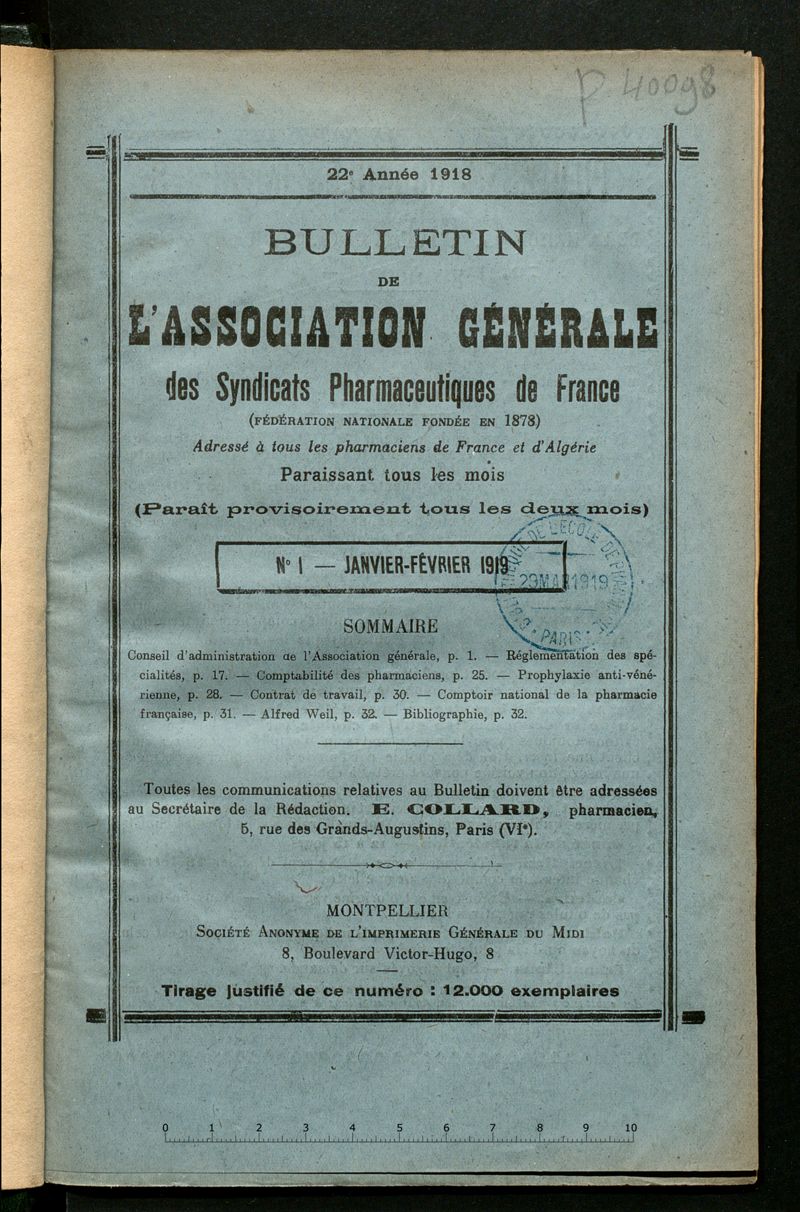 P 40098
22e Année 1918
BULLETIN
DE
L'ASSOCIATION GÉNÉRALE
des Syndicats Pharmaceutiques de France
(FÉDÉRATION NATIONALE FONDÉE EN 1878)
Adressé à tous les pharmaciens de France et d'Algérie
Paraissant tous les mois
(Paraît provisoirement tous les deux mois)
N° 1 — JANVIER-FÉVRIER 1919
DE L'ECOLE DE
29 MAR 1919
PARIS
SOMMAIRE
Conseil d'administration de l'Association générale, p. 1. — Réglementation des spé-
cialités, p. 17. — Comptabilité des pharmaciens, p. 25. — Prophylaxie anti-véné-
rienne, p. 28. — Contrat de travail, p. 30. — Comptoir national de la pharmacie
française, p. 31. — Alfred Weil, p. 32. — Bibliographie, p. 32.
Toutes les communications relatives au Bulletin doivent être adressées
au Secrétaire de la Rédaction. E. COLLARD, pharmacien,
5, rue des Grands-Augustins, Paris (VIe).
MONTPELLIER
SOCIÉTÉ ANONYME DE L'IMPRIMERIE GÉNÉRALE DU MIDI
8, Boulevard Victor-Hugo, 8
Tirage justifié de ce numéro : 12.000 exemplaires
0 1 2 3 4 5 6 7 8 9 10